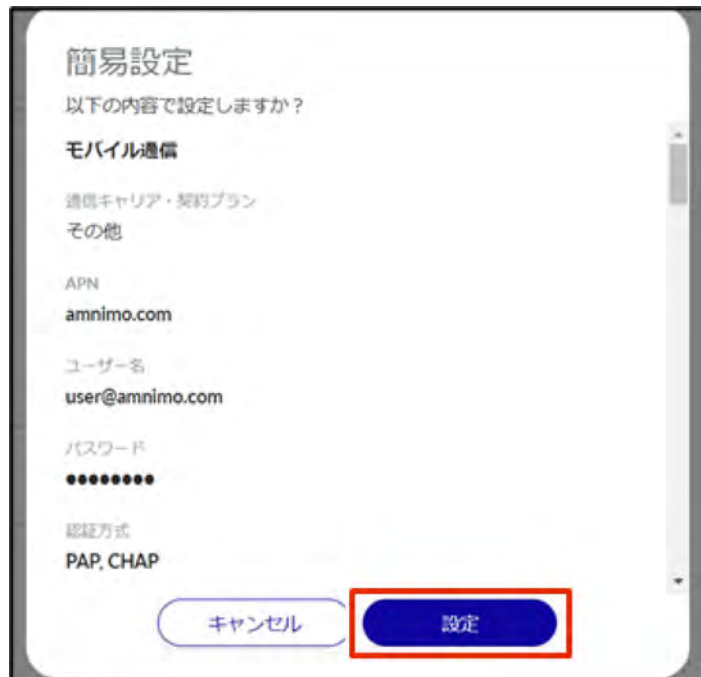 簡易設定
以下の内容で設定しますか？
モバイル通信
通信キャリア・契約プラン
その他
APN
amnimo.com
ユーザー名
user@amnimo.com
パスワード
●●●●●●●●
認証方式
PAP, CHAP
キャンセル
設定